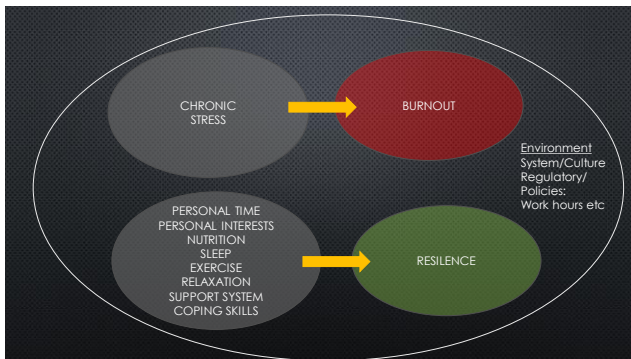 CHRONIC
STRESS
BURNOUT
Environment
System/Culture
Regulatory/
Policies:
Work hours etc
PERSONAL TIME
PERSONAL INTERESTS
NUTRITION
SLEEP
EXERCISE
RELAXATION
SUPPORT SYSTEM
COPING SKILLS
RESILENCE